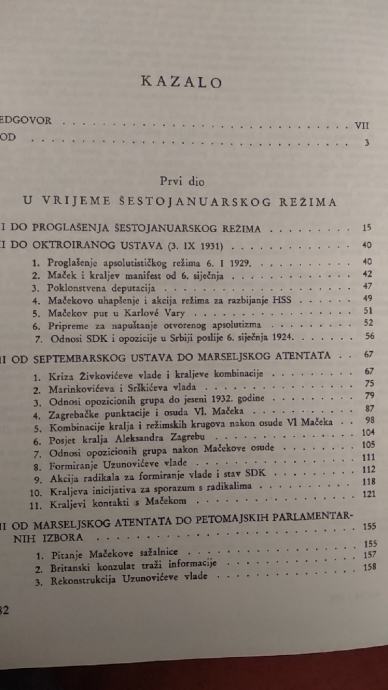 KAZALO
EDGOVOR . . . . . . . . . . . . . . . . . . . . . . . VII
OD . . . . . . . . . . . . . . . . . . . . . . . . . 3
Prvi dio
U VRIJEME ŠESTOJANUARSKOG REŽIMA
I DO PROGLAŠENJA ŠESTOJANUARSKOG REŽIMA . . . . . . . 15
I DO OKTROIRANOG USTAVA (3. IX 1931) . . . . . . . . . 40
1. Proglašenje apsolutističkog režima 6. I 1929. . . . . . . . 40
2. Maček i kraljev manifest od 6. siječnja . . . . . . . . 42
3. Poklonstvena deputacija . . . . . . . . . . . . . 47
4. Mačekovo uhapšenje i akcija režima za razbijanje HSS . . . 49
5. Mačekov put u Karlové Vary . . . . . . . . . . . 51
6. Pripreme za napuštanje otvorenog apsolutizma . . . . . . 52
7. Odnosi SDK i opozicije u Srbiji poslije 6. siječnja 1924. . . . 56
II OD SEPTEMBARSKOG USTAVA DO MARSELJSKOG ATENTATA . . 67
1. Kriza Živkovićeve vlade i kraljeve kombinacije . . . . . . 67
2. Marinkovićeva i Srškićeva vlada . . . . . . . . . . 75
3. Odnosi opozicionih grupa do jeseni 1932. godine . . . . . 79
4. Zagrebačke punktacije i osuda Vl. Mačeka . . . . . . . 87
5. Kombinacije kralja i režimskih krugova nakon osude Vl Mačeka . . 98
6. Posjet kralja Aleksandra Zagrebu . . . . . . . . . . 104
7. Odnosi opozicionih grupa nakon Mačekove osude . . . . . 105
8. Formiranje Uzunovićeve vlade . . . . . . . . . . . 111
9. Akcija radikala za formiranje vlade i stav SDK . . . . . . 112
10. Kraljeva inicijativa za sporazum s radikalima . . . . . . 118
11. Kraljevi kontakti s Mačekom . . . . . . . . . . . 121
II OD MARSELJSKOG ATENTATA DO PETOMAJSKIH PARLAMENTAR-
NIH IZBORA . . . . . . . . . . . . . . . . . . . 155
1. Pitanje Mačekove sažalnice . . . . . . . . . . . . 155
2. Britanski konzulat traži informacije . . . . . . . . . 157
3. Rekonstrukcija Uzunovićeve vlade . . . . . . . . . . 158
32